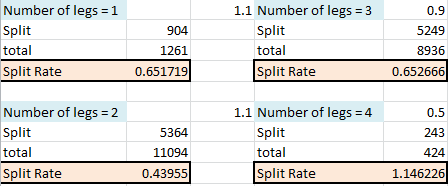 Number of legs = 1 1.1 Number of legs = 3 0.9
Split 904 Split 5249
total 1261 total 8936
Split Rate 0.651719 Split Rate 0.652666
Number of legs = 2 1.1 Number of legs = 4 0.5
Split 5364 Split 243
total 11094 total 424
Split Rate 0.43955 Split Rate 1.146226